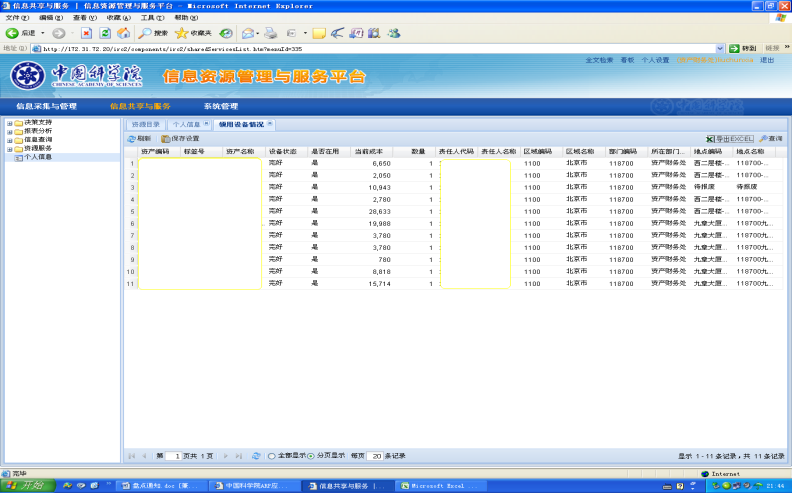 信息共享与服务 | 信息资源管理与服务平台 - Microsoft Internet Explorer
文件(F) 编辑(E) 查看(V) 收藏(A) 工具(T) 帮助(H)
后退 搜索 收藏夹
地址(D) http://172.31.72.20/irc2/components/irc2/sharedServicesList.htm?menuId=335 转到 链接 »
全文检索 看板 个人设置 退出
中国科学院 信息资源管理与服务平台
CHINESE ACADEMY OF SCIENCES
信息采集与管理 信息共享与服务 系统管理
决策支持
报表分析
信息查询
资源服务
个人信息
资源目录 个人信息 领用设备情况
刷新 保存设置 导出EXCEL 查询
资产编码 标签号 资产名称 设备状态 是否在用 当前成本 数量 责任人代码 责任人名称 区域编码 区域名称 部门编码 所在部门... 地点编码 地点名称
1 完好 是 6,650 1 1100 北京市 118700 资产财务处 西二层楼-... 118700-...
2 完好 是 2,050 1 1100 北京市 118700 资产财务处 西二层楼-... 118700-...
3 完好 是 10,943 1 1100 北京市 118700 资产财务处 待报废 待报废
4 完好 是 2,780 1 1100 北京市 118700 资产财务处 西二层楼-... 118700-...
5 完好 是 28,633 1 1100 北京市 118700 资产财务处 西二层楼-... 118700-...
6 完好 是 19,988 1 1100 北京市 118700 资产财务处 九章大厦... 118700九...
7 完好 是 3,780 1 1100 北京市 118700 资产财务处 九章大厦... 118700九...
8 完好 是 3,780 1 1100 北京市 118700 资产财务处 九章大厦... 118700九...
9 完好 是 780 1 1100 北京市 118700 资产财务处 九章大厦... 118700九...
10 完好 是 8,818 1 1100 北京市 118700 资产财务处 九章大厦... 118700九...
11 完好 是 15,714 1 1100 北京市 118700 资产财务处 九章大厦... 118700九...
第 1 页共 1 页 全部显示 分页显示 每页 20 条记录 显示 1 - 11 条记录，共 11 条记录
完毕 Internet
开始 盘点通知.doc (兼... 中国科学院ARP应... 信息共享与服务 |... Microsoft Excel ... 21:44